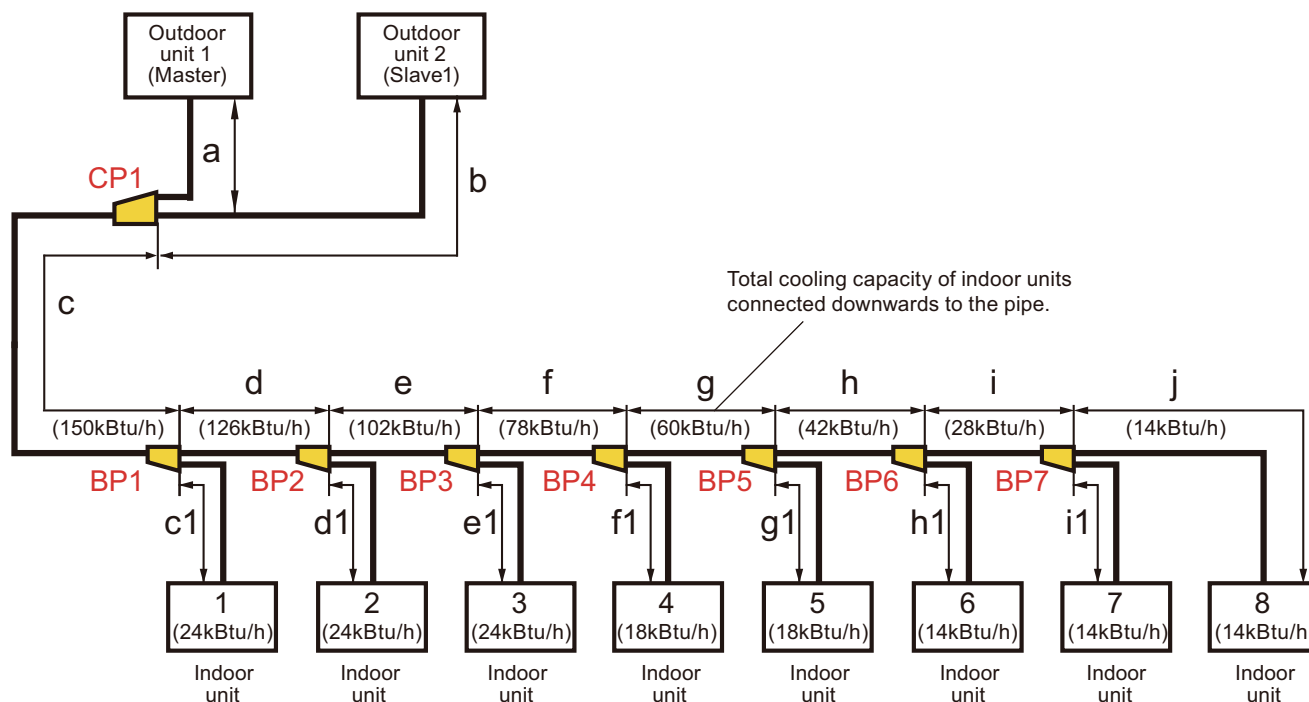 Outdoor
unit 1
(Master)
Outdoor
unit 2
(Slave1)
a
b
CP1
c
Total cooling capacity of indoor units
connected downwards to the pipe.
d
e
f
g
h
i
j
(150kBtu/h)
(126kBtu/h)
(102kBtu/h)
(78kBtu/h)
(60kBtu/h)
(42kBtu/h)
(28kBtu/h)
(14kBtu/h)
BP1
BP2
BP3
BP4
BP5
BP6
BP7
c1
d1
e1
f1
g1
h1
i1
1
(24kBtu/h)
Indoor
unit
2
(24kBtu/h)
Indoor
unit
3
(24kBtu/h)
Indoor
unit
4
(18kBtu/h)
Indoor
unit
5
(18kBtu/h)
Indoor
unit
6
(14kBtu/h)
Indoor
unit
7
(14kBtu/h)
Indoor
unit
8
(14kBtu/h)
Indoor
unit